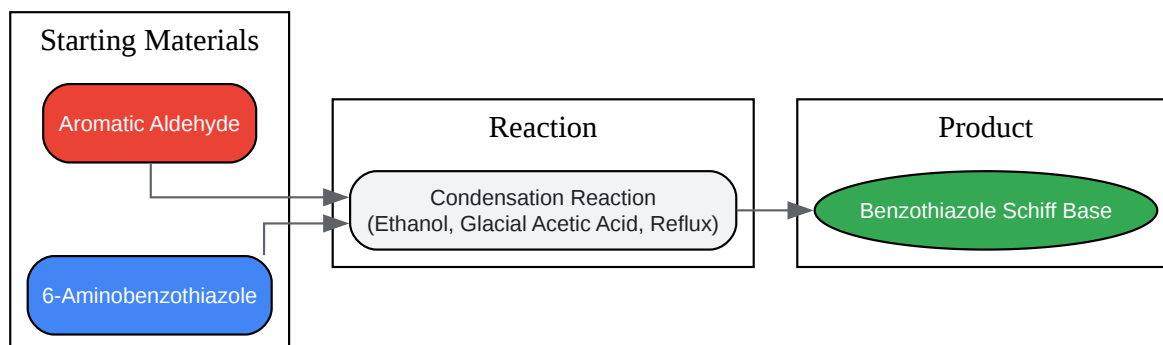 Starting Materials
Aromatic Aldehyde
6-Aminobenzothiazole
Reaction
Condensation Reaction
(Ethanol, Glacial Acetic Acid, Reflux)
Product
Benzothiazole Schiff Base